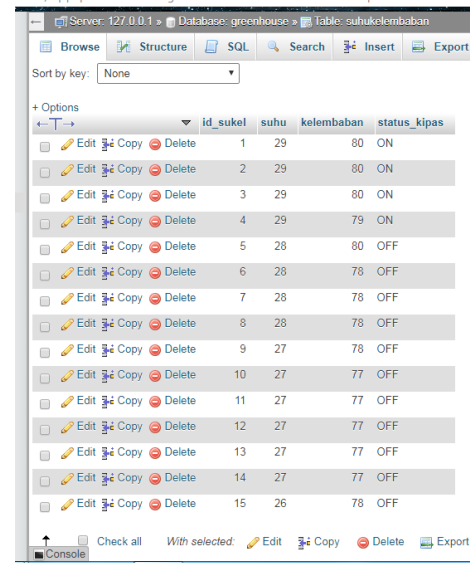 Server: 127.0.0.1 » Database: greenhouse » Table: suhukelembaban
Browse Structure SQL Search Insert Export
Sort by key: None
+ Options
←T→ id_sukel suhu kelembaban status_kipas
Edit Copy Delete 1 29 80 ON
Edit Copy Delete 2 29 80 ON
Edit Copy Delete 3 29 80 ON
Edit Copy Delete 4 29 79 ON
Edit Copy Delete 5 28 80 OFF
Edit Copy Delete 6 28 78 OFF
Edit Copy Delete 7 28 78 OFF
Edit Copy Delete 8 28 78 OFF
Edit Copy Delete 9 27 78 OFF
Edit Copy Delete 10 27 77 OFF
Edit Copy Delete 11 27 77 OFF
Edit Copy Delete 12 27 77 OFF
Edit Copy Delete 13 27 77 OFF
Edit Copy Delete 14 27 77 OFF
Edit Copy Delete 15 26 78 OFF
Check all With selected: Edit Copy Delete Export
Console